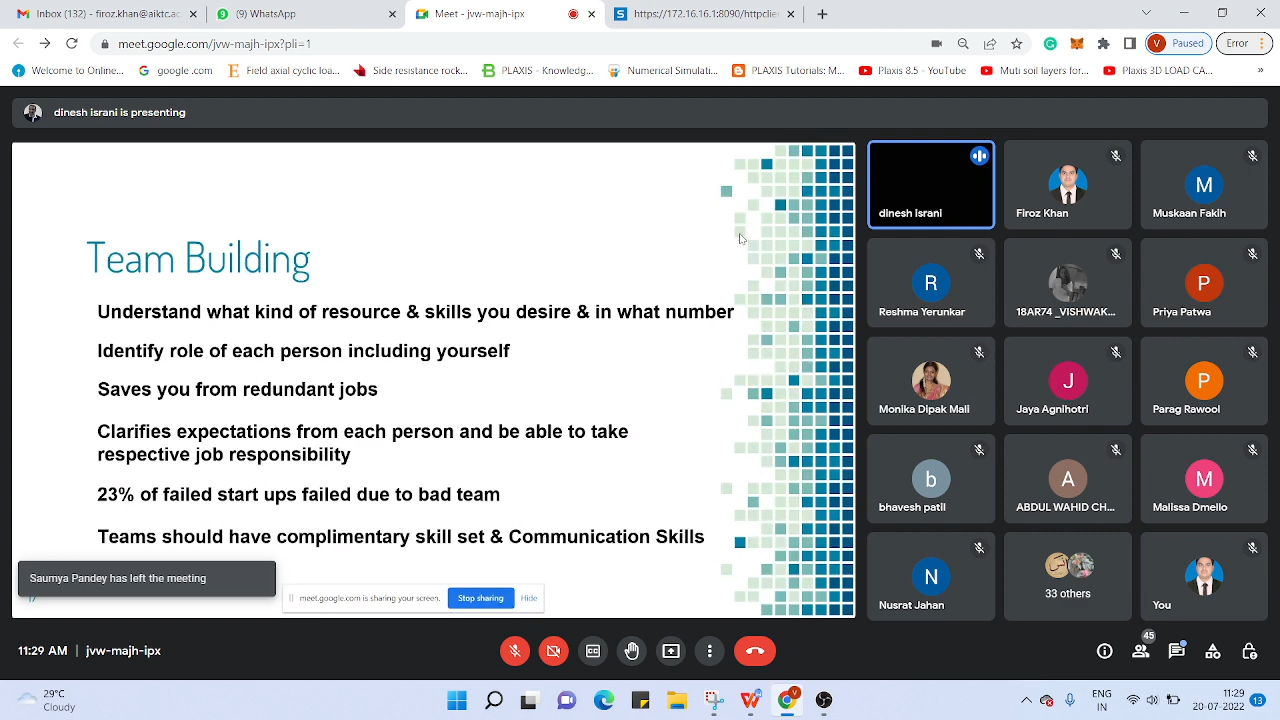 Inbox (132) - firoz.khan@aiktc.ac
(9) WhatsApp
Meet - jvw-majh-ipx
https://172.16.16.1:8090/httpclie
meet.google.com/jvw-majh-ipx?pli=1
V Paused
Error
Welcome to Onlin...
google .com
Field axec cyclic loa...
Side resistance roc...
PLAXIS - Knowledg...
Numerical Simulati...
PLAXIS Tutorials: M...
Plaxis 8.5 - YouTube
Muti soil layers for...
Plaxis 3D LOAD CA...
»
dinesh israni is presenting
Team Building
Understand what kind of resource & skills you desire & in what number
Identify role of each person including yourself
Saves you from redundant jobs
Clarifies expectations from each person and be able to take
respective job responsibility
23% of failed start ups failed due to bad team
Teams should have complimentary skill set & Communication Skills
Saumya Pandey has left the meeting
17
meet.google.com is sharing your screen.
Stop sharing
Hide
dinesh israni
Firoz Khan
M
Muskaan Fakih
R
Reshma Yerunkar
18AR74 _VISHWAK...
P
Priya Patwa
Monika Dipak Mali
J
Jaya Agnihotri
P
Parag Rawool
b
bhavesh patil
A
ABDUL WAHID CH...
M
Malissa Dmello
N
Nusrat Jahan
33 others
You
11:29 AM | jvw-majh-ipx
45
29°C
Cloudy
ENG
IN
11:29
20-07-2022
13